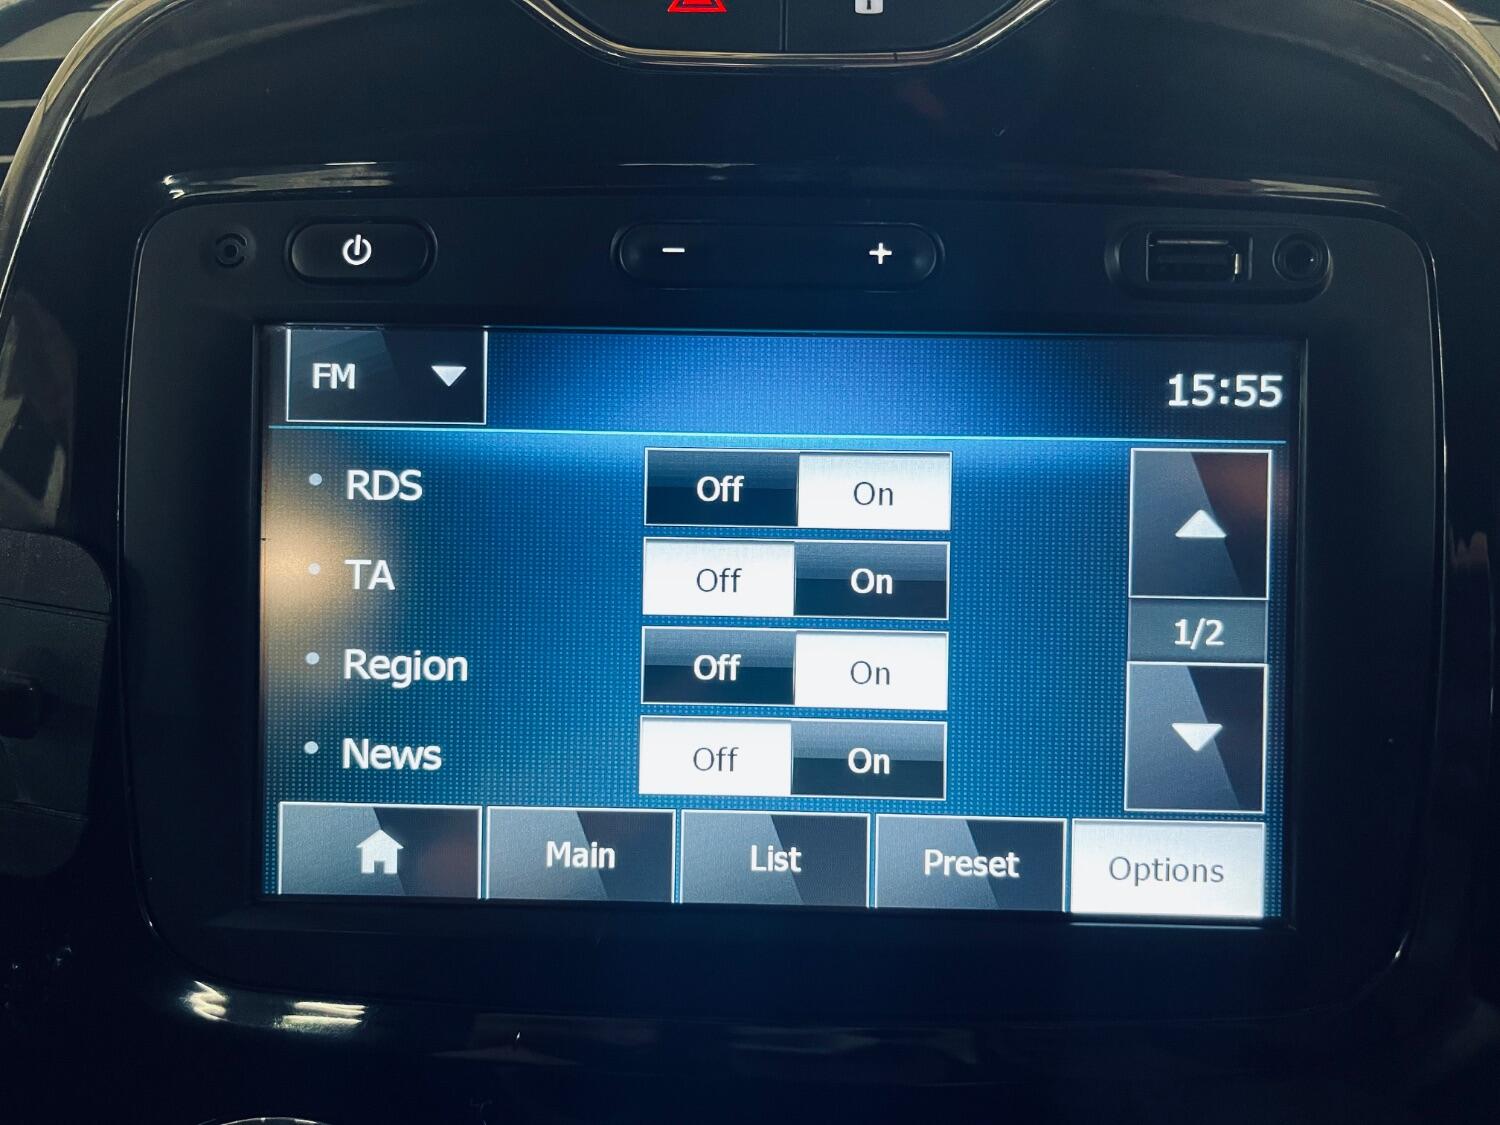 FM
15:55
RDS Off On
TA Off On
1/2
Region Off On
News Off On
Main List Preset Options